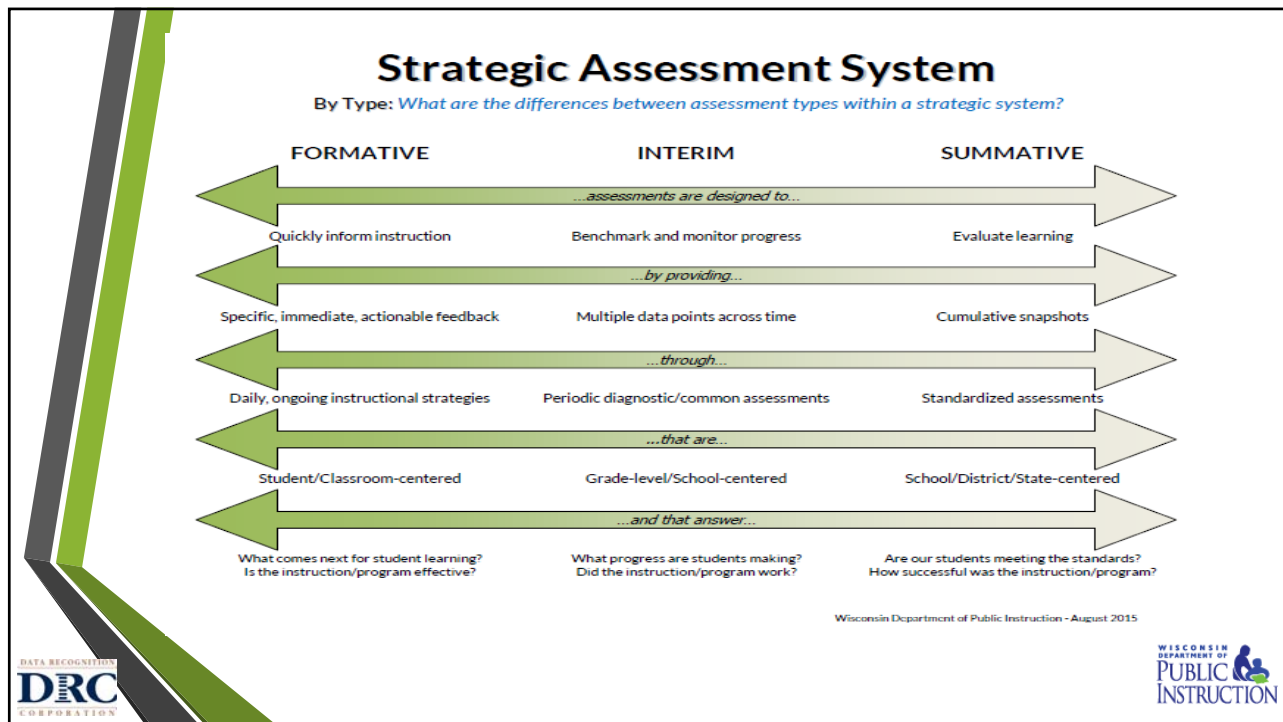 Strategic Assessment System
By Type: What are the differences between assessment types within a strategic system?
FORMATIVE INTERIM SUMMATIVE
...assessments are designed to...
Quickly inform instruction Benchmark and monitor progress Evaluate learning
...by providing...
Specific, immediate, actionable feedback Multiple data points across time Cumulative snapshots
...through...
Daily, ongoing instructional strategies Periodic diagnostic/common assessments Standardized assessments
...that are...
Student/Classroom-centered Grade-level/School-centered School/District/State-centered
...and that answer...
What comes next for student learning? What progress are students making? Are our students meeting the standards?
Is the instruction/program effective? Did the instruction/program work? How successful was the instruction/program?
Wisconsin Department of Public Instruction - August 2015
DATA RECOGNITION
DRC
CORPORATION
WISCONSIN
DEPARTMENT OF
PUBLIC
INSTRUCTION